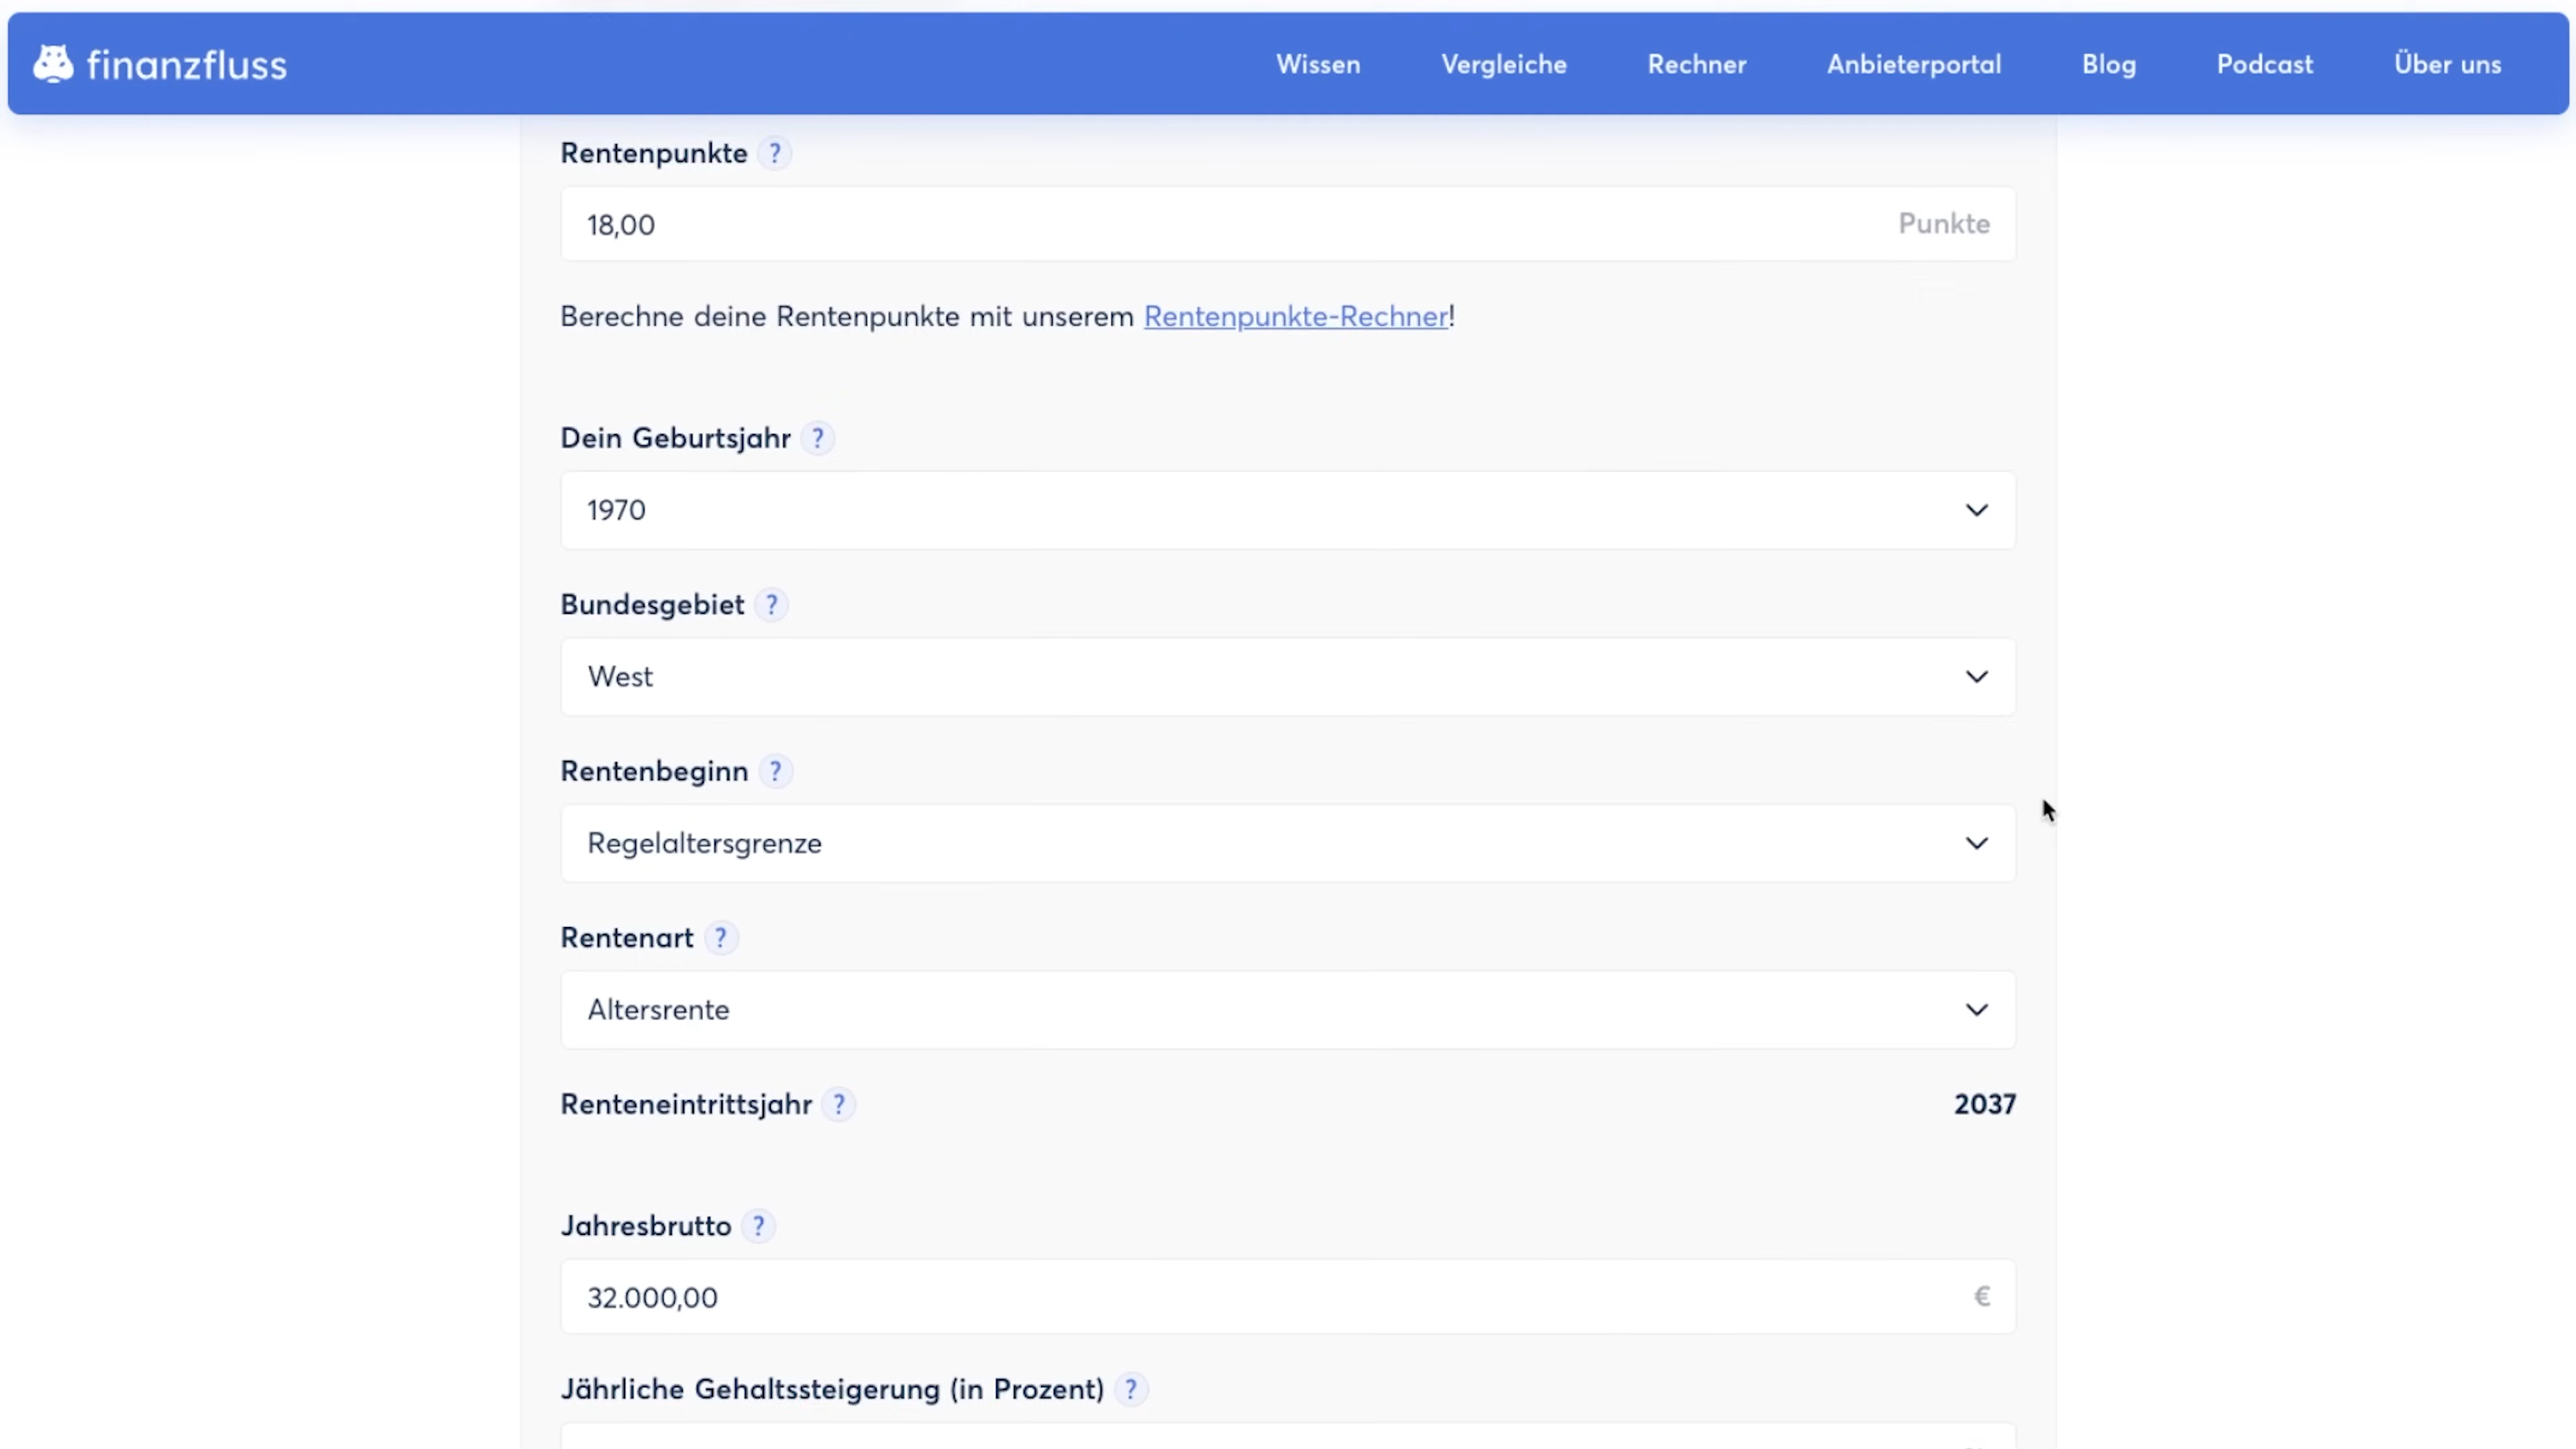 finanzfluss
Wissen Vergleiche Rechner Anbieterportal Blog Podcast Über uns
Rentenpunkte ?
18,00 Punkte
Berechne deine Rentenpunkte mit unserem Rentenpunkte-Rechner!
Dein Geburtsjahr ?
1970
Bundesgebiet ?
West
Rentenbeginn ?
Regelaltersgrenze
Rentenart ?
Altersrente
Renteneintrittsjahr ? 2037
Jahresbrutto ?
32.000,00 €
Jährliche Gehaltssteigerung (in Prozent) ?